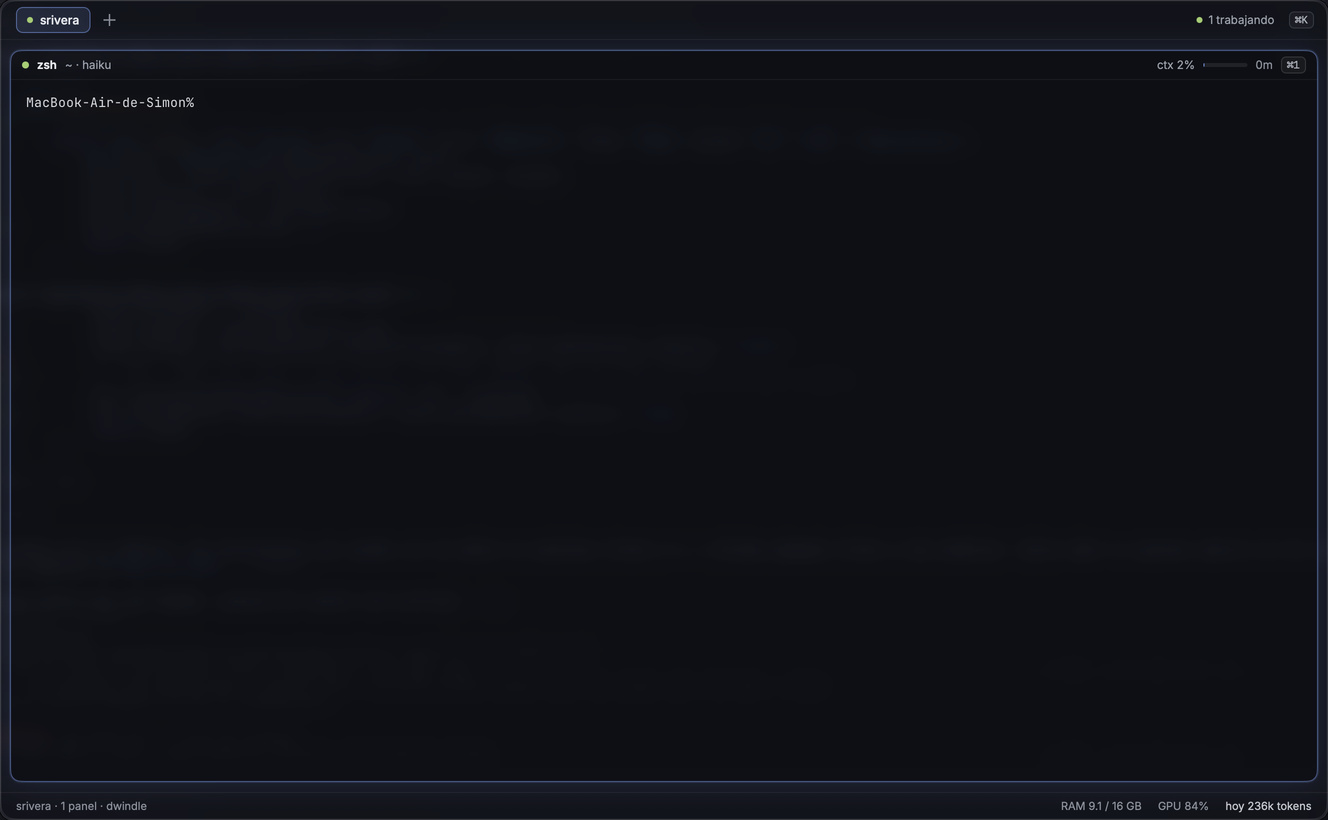 srivera
1 trabajando ⌘K
zsh ~ · haiku ctx 2% 0m ⌘1
MacBook-Air-de-Simon%
srivera · 1 panel · dwindle RAM 9.1 / 16 GB GPU 84% hoy 236k tokens